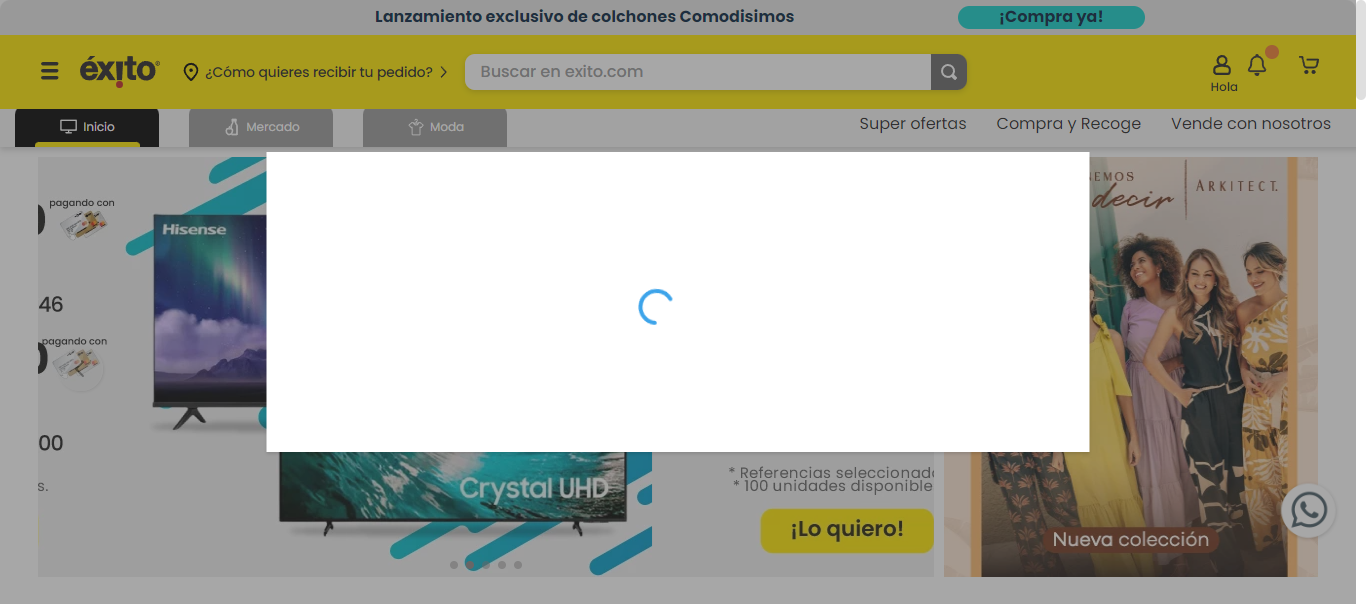 Lanzamiento exclusivo de colchones Comodisimos
¡Compra ya!
éxito
¿Cómo quieres recibir tu pedido?
Buscar en exito.com
Hola
Inicio
Mercado
Moda
Super ofertas
Compra y Recoge
Vende con nosotros
pagando con
46
pagando con
00
s.
Hisense
Crystal UHD
* Referencias seleccionad
* 100 unidades disponible
¡Lo quiero!
EMOS
decir
ARKITECT.
Nueva colección